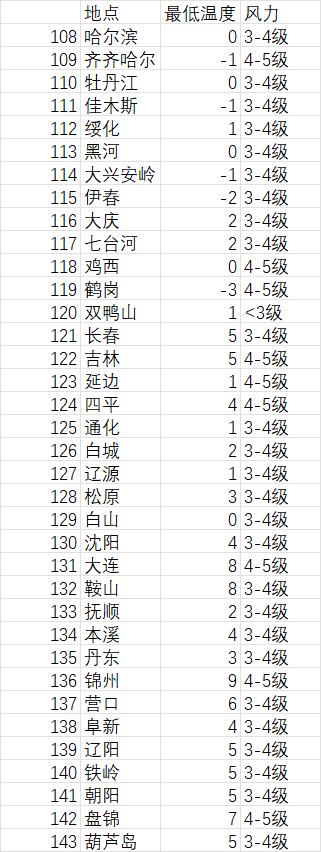 地点 最低温度 风力
108 哈尔滨 0 3-4级
109 齐齐哈尔 -1 4-5级
110 牡丹江 0 3-4级
111 佳木斯 -1 3-4级
112 绥化 1 3-4级
113 黑河 0 3-4级
114 大兴安岭 -1 3-4级
115 伊春 -2 3-4级
116 大庆 2 3-4级
117 七台河 2 3-4级
118 鸡西 0 4-5级
119 鹤岗 -3 4-5级
120 双鸭山 1 <3级
121 长春 5 3-4级
122 吉林 5 4-5级
123 延边 1 4-5级
124 四平 4 4-5级
125 通化 1 3-4级
126 白城 2 3-4级
127 辽源 1 3-4级
128 松原 3 3-4级
129 白山 0 3-4级
130 沈阳 4 3-4级
131 大连 8 4-5级
132 鞍山 8 3-4级
133 抚顺 2 3-4级
134 本溪 4 3-4级
135 丹东 3 3-4级
136 锦州 9 4-5级
137 营口 6 3-4级
138 阜新 4 3-4级
139 辽阳 5 3-4级
140 铁岭 5 3-4级
141 朝阳 5 3-4级
142 盘锦 7 4-5级
143 葫芦岛 5 3-4级